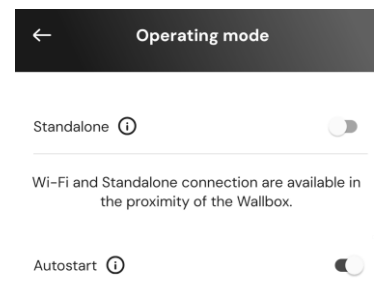 Operating mode
Standalone
Wi-Fi and Standalone connection are available in
the proximity of the Wallbox.
Autostart